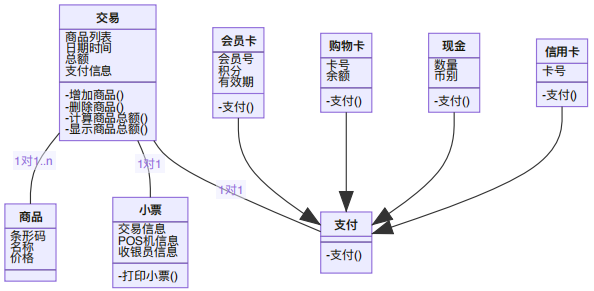 交易
商品列表
日期时间
总额
支付信息
-增加商品()
-删除商品()
-计算商品总额()
-显示商品总额()
会员卡
会员号
积分
有效期
-支付()
购物卡
卡号
余额
-支付()
现金
数量
币别
-支付()
信用卡
卡号
-支付()
1对1..n
1对1
1对1
商品
条形码
名称
价格
小票
交易信息
POS机信息
收银员信息
-打印小票()
支付
-支付()